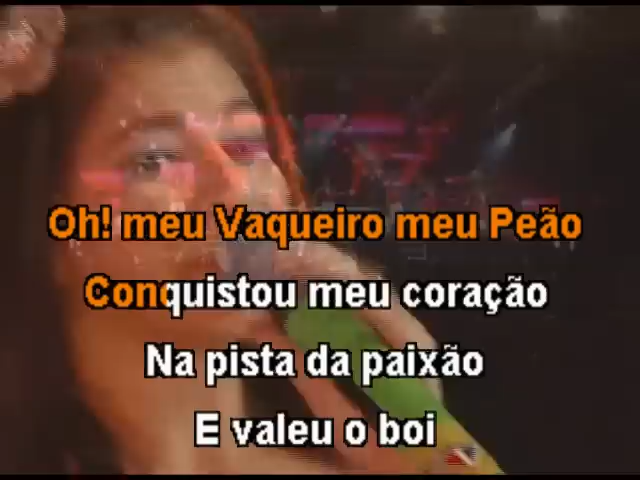 Oh! meu Vaqueiro meu Peão
Conquistou meu coração
Na pista da paixão
E valeu o boi